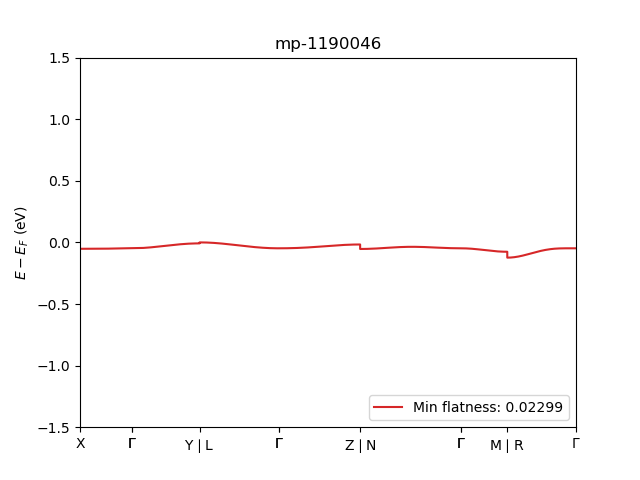 mp-1190046
1.5
1.0
0.5
0.0
−0.5
−1.0
−1.5
E − E_F (eV)
Min flatness: 0.02299
X Γ Y | L Γ Z | N Γ M | R Γ